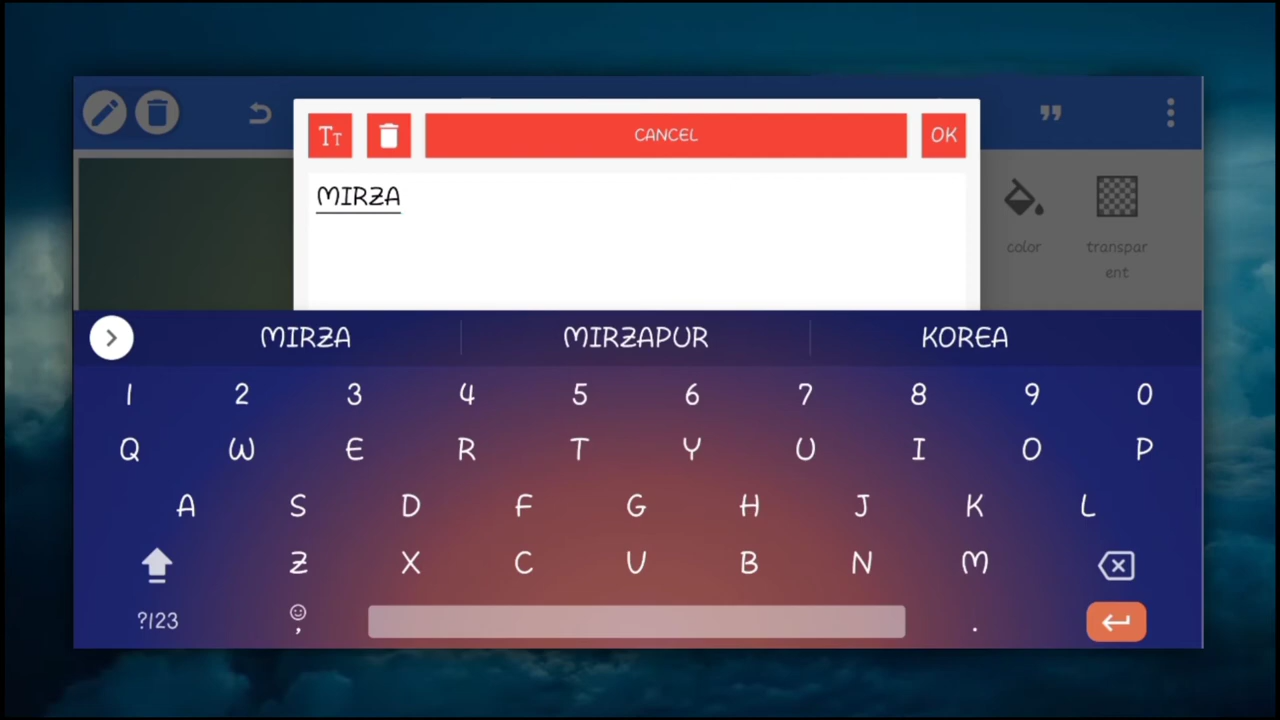 CANCEL
OK
MIRZA
color
transpar
ent
MIRZA MIRZAPUR KOREA
1 2 3 4 5 6 7 8 9 0
Q W E R T Y U I O P
A S D F G H J K L
Z X C V B N M
?123 , .